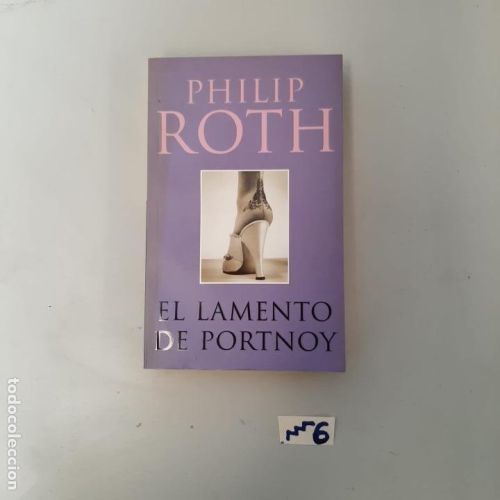 PHILIP
ROTH
EL LAMENTO
DE PORTNOY
6
todocoleccion